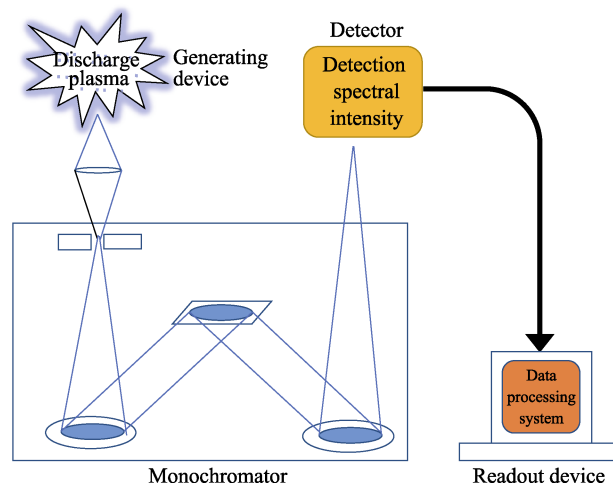 Discharge
plasma
Generating
device
Detector
Detection
spectral
intensity
Data
processing
system
Monochromator
Readout device